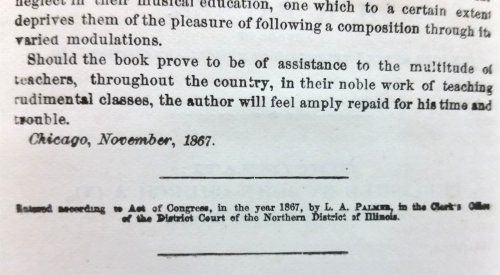 neglect in their musical education, one which to a certain extent
deprives them of the pleasure of following a composition through its
varied modulations.
Should the book prove to be of assistance to the multitude of
teachers, throughout the country, in their noble work of teaching
rudimental classes, the author will feel amply repaid for his time and
trouble.
Chicago, November, 1867.
Entered according to Act of Congress, in the year 1867, by L. A. PALMER, in the Clerk's Office
of the District Court of the Northern District of Illinois.